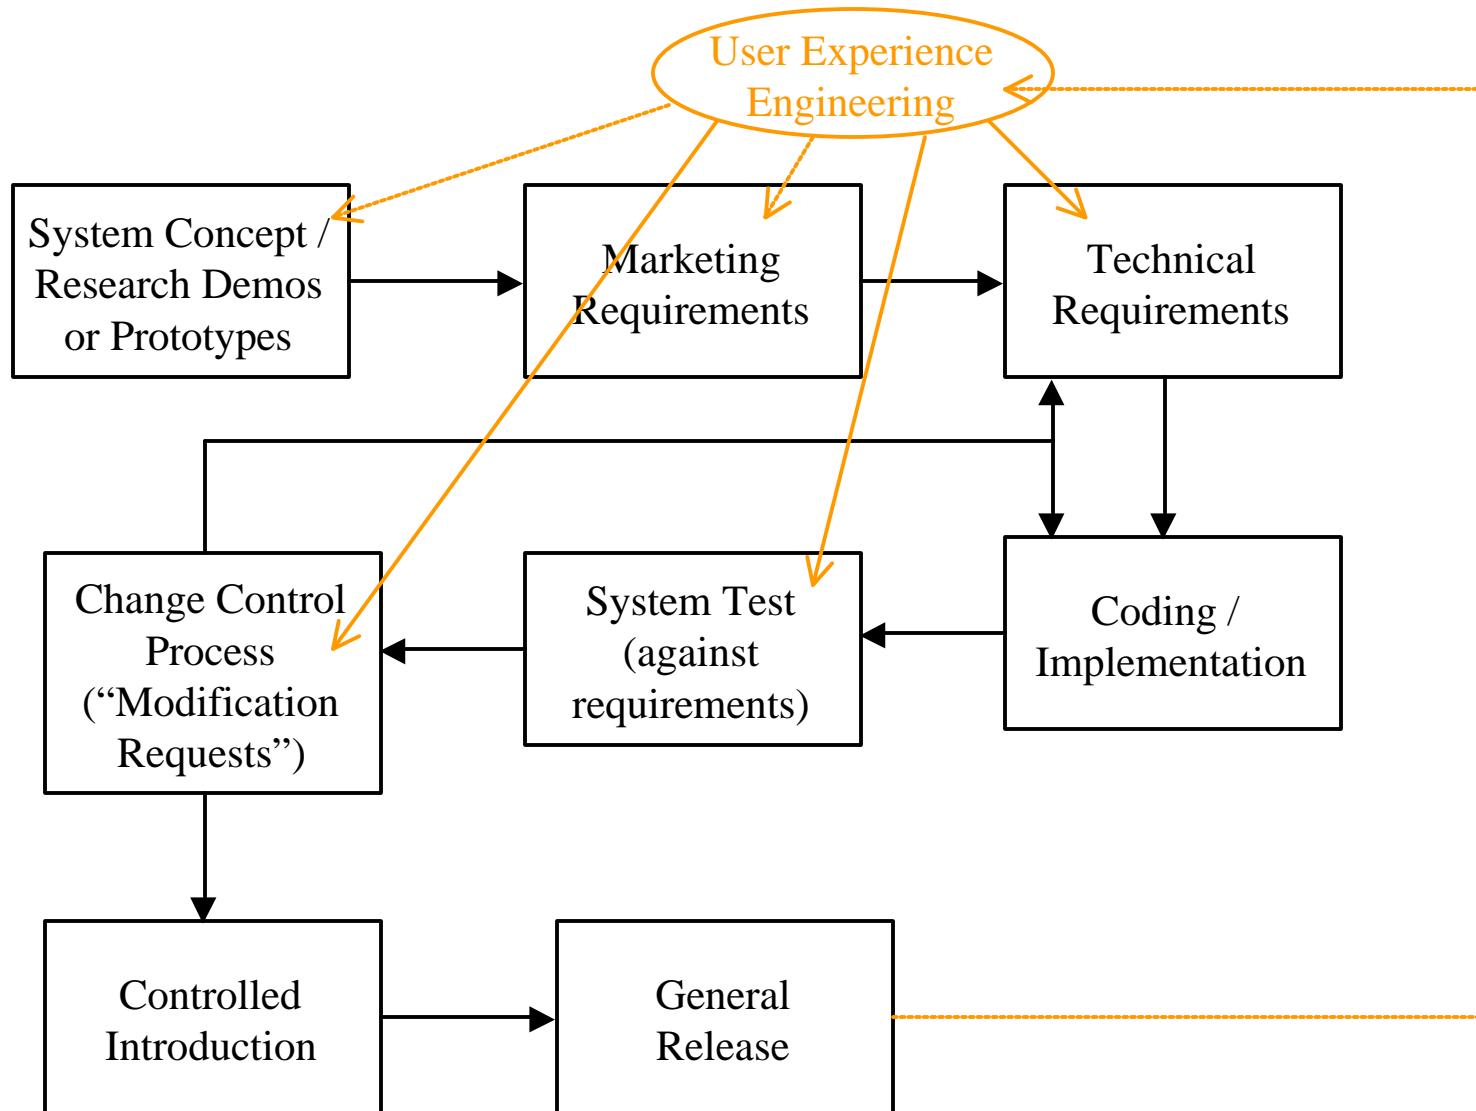 User Experience
Engineering
System Concept /
Research Demos
or Prototypes
Marketing
Requirements
Technical
Requirements
Change Control
Process
(“Modification
Requests”)
System Test
(against
requirements)
Coding /
Implementation
Controlled
Introduction
General
Release